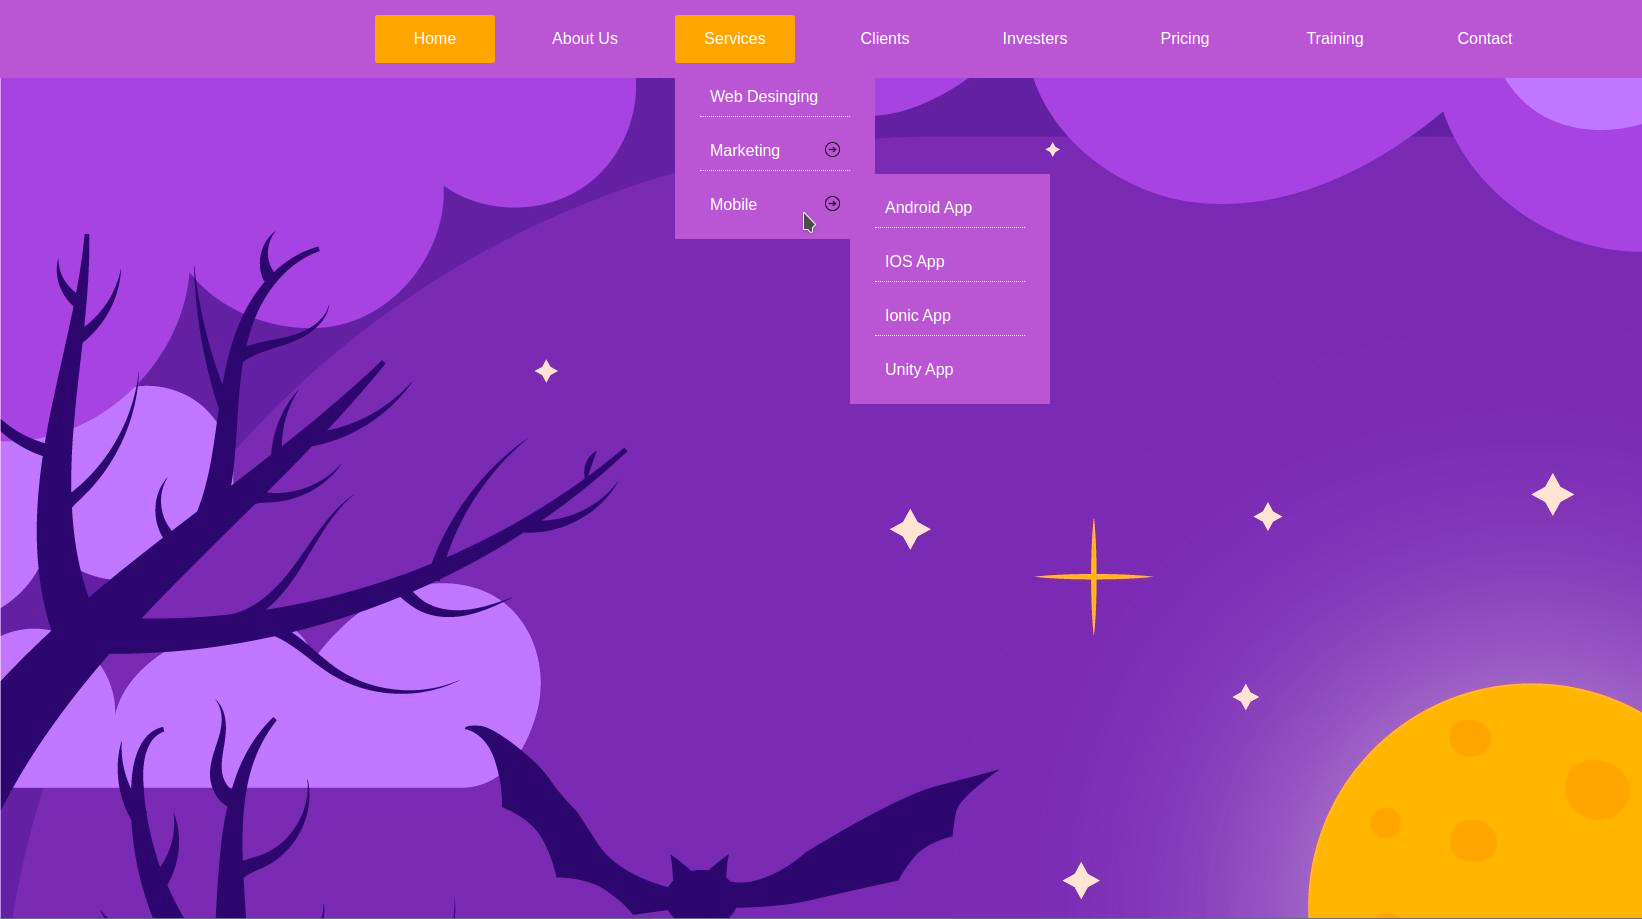 Home About Us Services Clients Investers Pricing Training Contact
Web Desinging
Marketing
Mobile
Android App
IOS App
Ionic App
Unity App